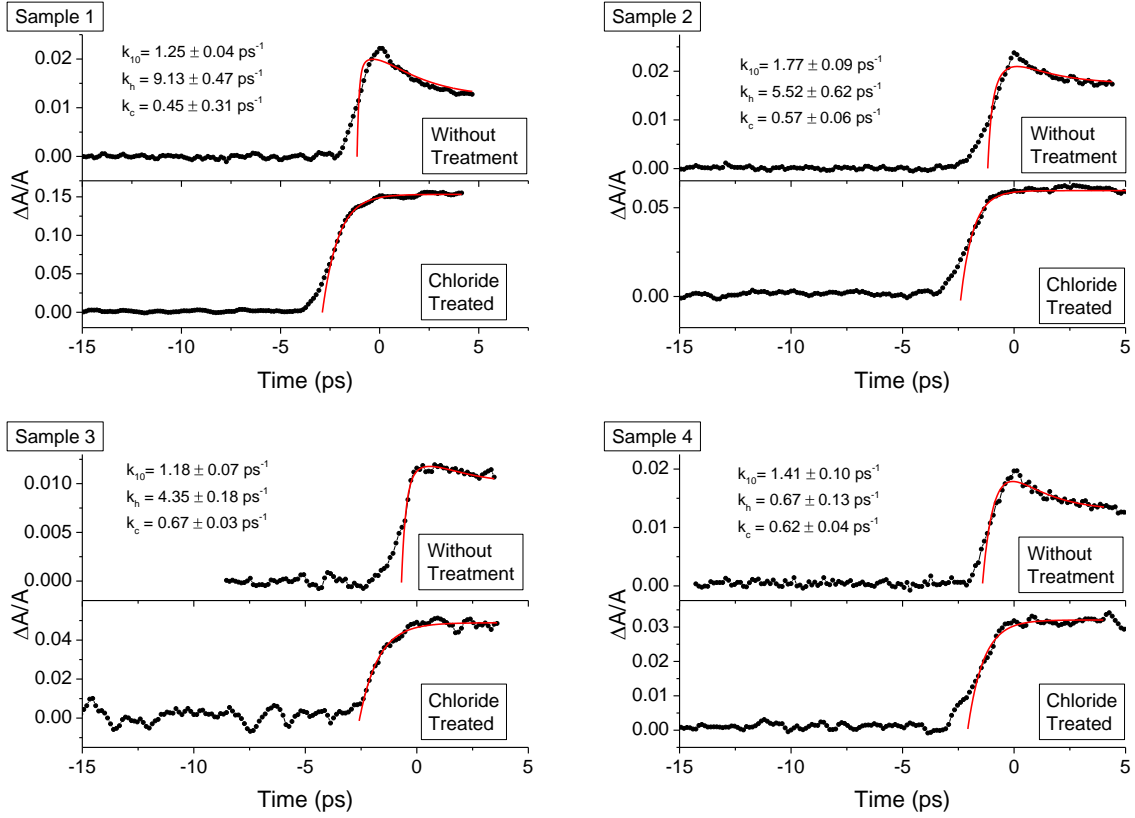 Sample 1
k10 = 1.25 ± 0.04 ps-1
kh = 9.13 ± 0.47 ps-1
kc = 0.45 ± 0.31 ps-1
0.02
0.01
0.00
Without
Treatment
ΔA/A
0.15
0.10
0.05
0.00
Chloride
Treated
-15 -10 -5 0 5
Time (ps)
Sample 2
k10 = 1.77 ± 0.09 ps-1
kh = 5.52 ± 0.62 ps-1
kc = 0.57 ± 0.06 ps-1
0.02
0.01
0.00
Without
Treatment
ΔA/A
0.05
0.00
Chloride
Treated
-15 -10 -5 0 5
Time (ps)
Sample 3
k10 = 1.18 ± 0.07 ps-1
kh = 4.35 ± 0.18 ps-1
kc = 0.67 ± 0.03 ps-1
0.010
0.005
0.000
Without
Treatment
ΔA/A
0.04
0.02
0.00
Chloride
Treated
-15 -10 -5 0 5
Time (ps)
Sample 4
k10 = 1.41 ± 0.10 ps-1
kh = 0.67 ± 0.13 ps-1
kc = 0.62 ± 0.04 ps-1
0.02
0.01
0.00
Without
Treatment
ΔA/A
0.03
0.02
0.01
0.00
Chloride
Treated
-15 -10 -5 0 5
Time (ps)